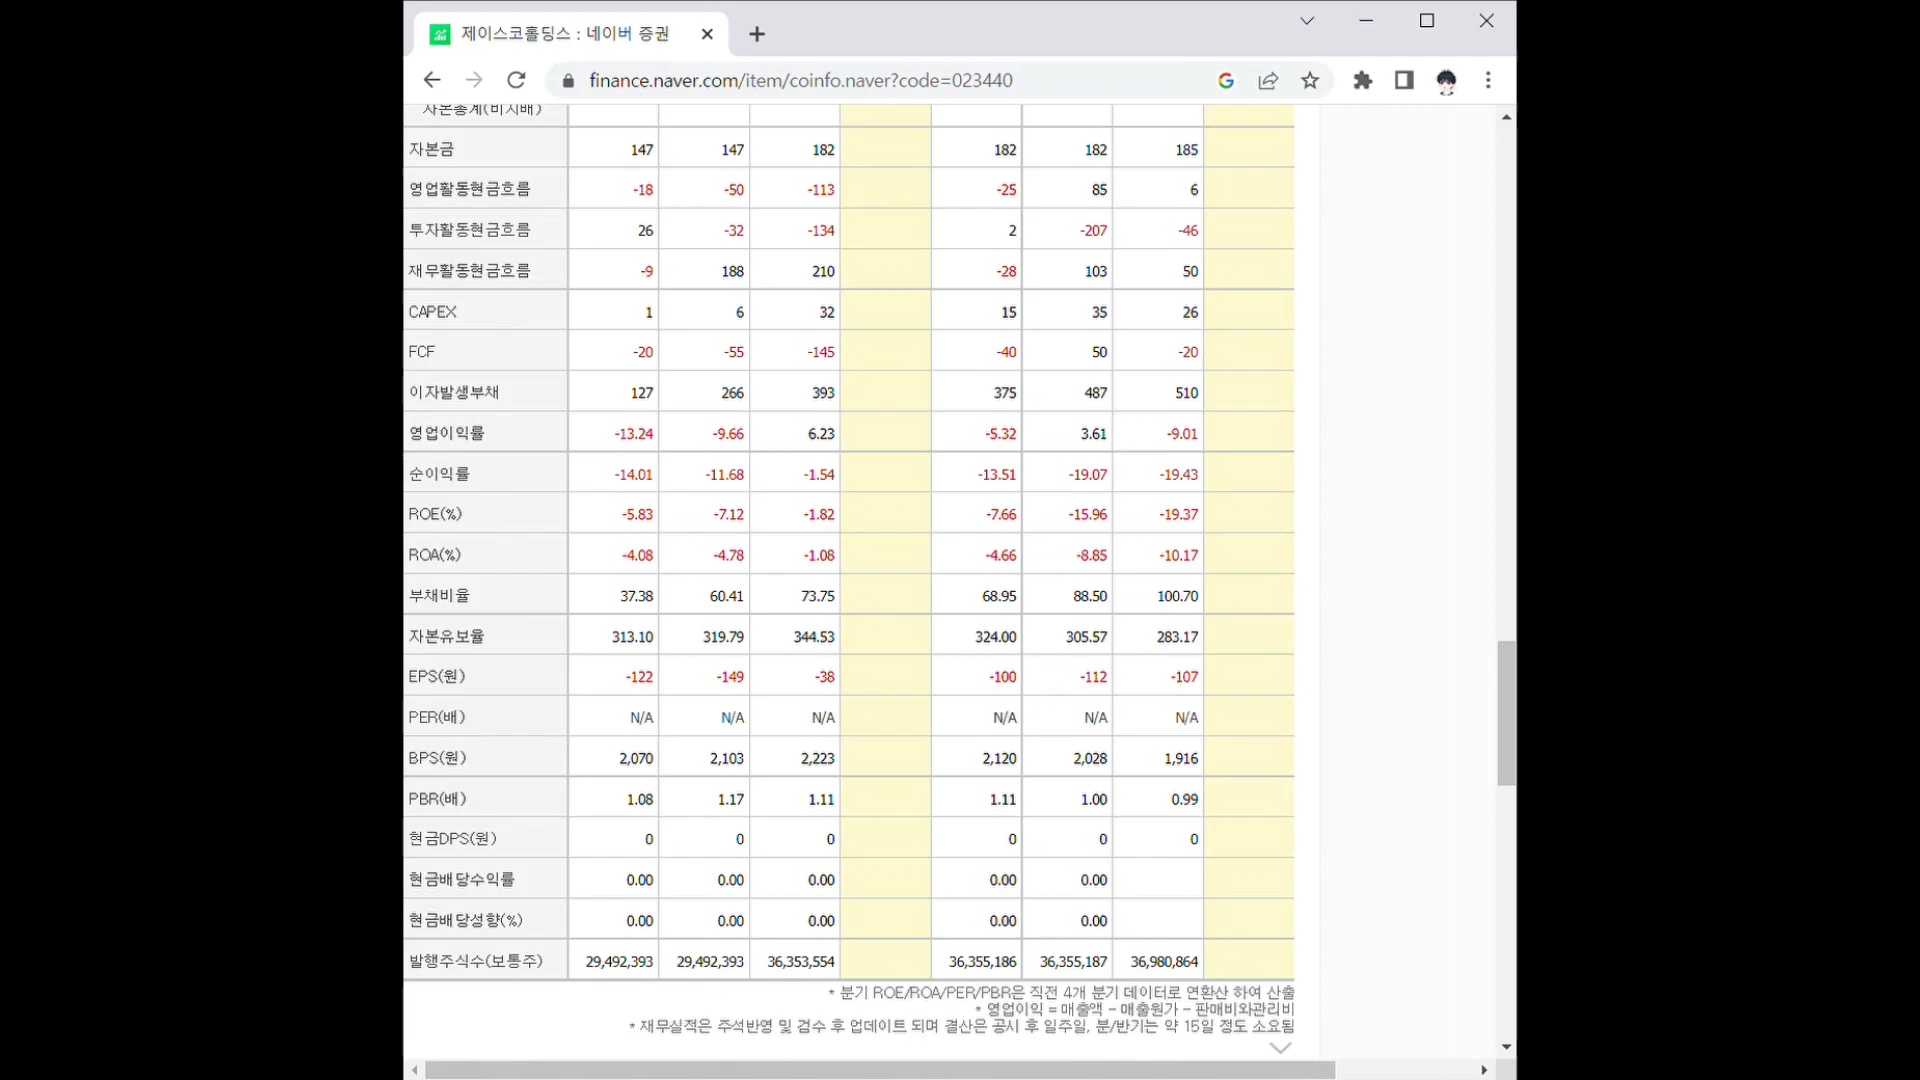 제이스코홀딩스 : 네이버 증권
finance.naver.com/item/coinfo.naver?code=023440
자본총계(비지배)
자본금 147 147 182 182 182 185
영업활동현금흐름 -18 -50 -113 -25 85 6
투자활동현금흐름 26 -32 -134 2 -207 -46
재무활동현금흐름 -9 188 210 -28 103 50
CAPEX 1 6 32 15 35 26
FCF -20 -55 -145 -40 50 -20
이자발생부채 127 266 393 375 487 510
영업이익률 -13.24 -9.66 6.23 -5.32 3.61 -9.01
순이익률 -14.01 -11.68 -1.54 -13.51 -19.07 -19.43
ROE(%) -5.83 -7.12 -1.82 -7.66 -15.96 -19.37
ROA(%) -4.08 -4.78 -1.08 -4.66 -8.85 -10.17
부채비율 37.38 60.41 73.75 68.95 88.50 100.70
자본유보율 313.10 319.79 344.53 324.00 305.57 283.17
EPS(원) -122 -149 -38 -100 -112 -107
PER(배) N/A N/A N/A N/A N/A N/A
BPS(원) 2,070 2,103 2,223 2,120 2,028 1,916
PBR(배) 1.08 1.17 1.11 1.11 1.00 0.99
현금DPS(원) 0 0 0 0 0 0
현금배당수익률 0.00 0.00 0.00 0.00 0.00
현금배당성향(%) 0.00 0.00 0.00 0.00 0.00
발행주식수(보통주) 29,492,393 29,492,393 36,353,554 36,355,186 36,355,187 36,980,864
* 분기 ROE/ROA/PER/PBR은 직전 4개 분기 데이터로 연환산 하여 산출
* 영업이익 = 매출액 - 매출원가 - 판매비와관리비
* 재무실적은 주석반영 및 검수 후 업데이트 되며 결산은 공시 후 일주일, 분/반기는 약 15일 정도 소요됨